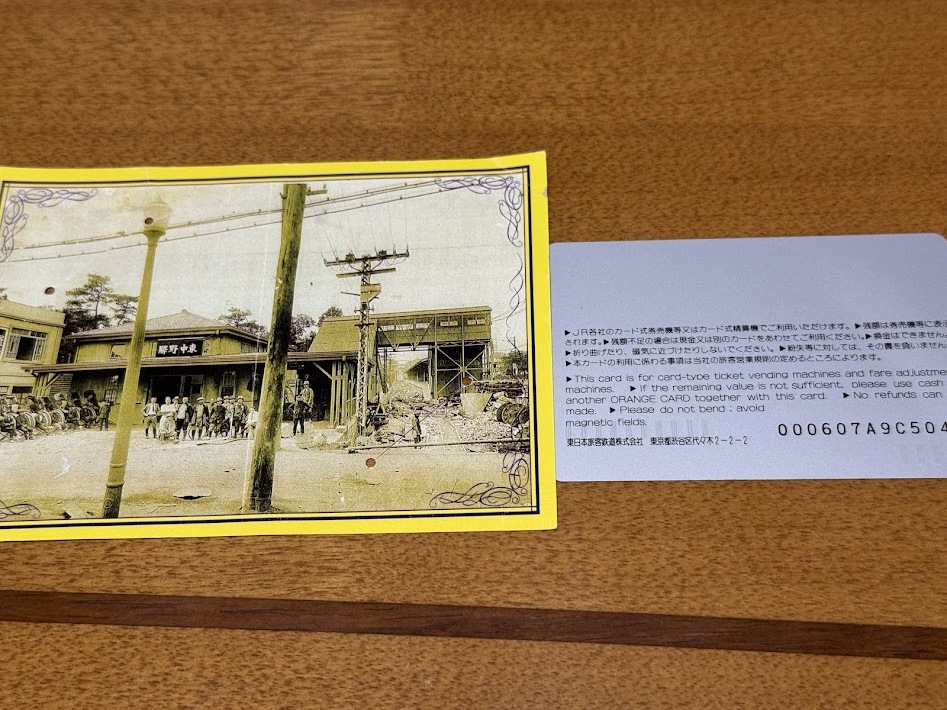 驛野中東
▶JR各社のカード式券売機等又はカード式精算機でご利用いただけます。▶残額は券売機等に表示
されます。▶残額不足の場合は現金又は別のカードをあわせてご利用ください。▶換金はできません。
▶折り曲げたり、磁気に近づけたりしないでください。▶紛失等に対しては、その責を負いません
▶本カードの利用に係わる事項は当社の旅客営業規則の定めるところによります。
▶This card is for card-type ticket vending machines and fare adjustme
machines. ▶If the remaining value is not sufficient, please use cash
another ORANGE CARD together with this card. ▶No refunds can
made. ▶Please do not bend; avoid
magnetic fields.
東日本旅客鉄道株式会社 東京都渋谷区代々木2-2-2
000607A9C504